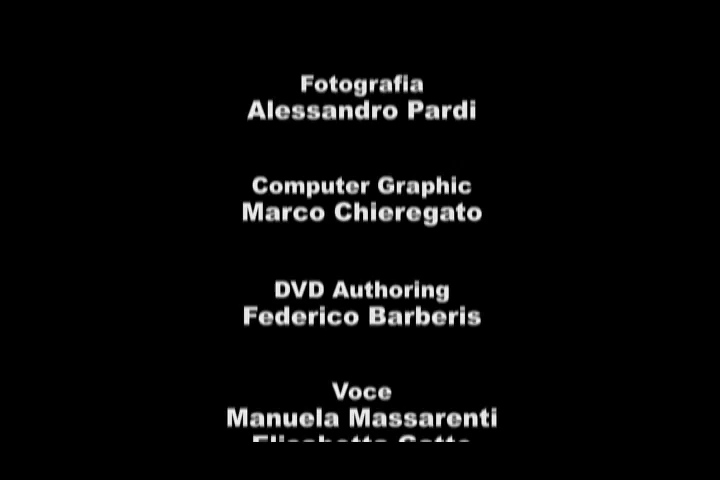 Fotografia
Alessandro Pardi
Computer Graphic
Marco Chieregato
DVD Authoring
Federico Barberis
Voce
Manuela Massarenti